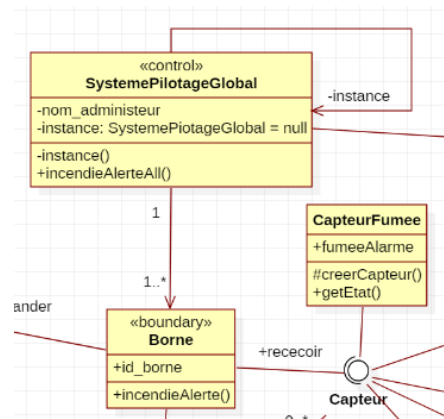 «control»
SystemePilotageGlobal
-nom_administeur
-instance: SystemePiotageGlobal = null
-instance()
+incendieAlerteAll()
-instance
1
1..*
CapteurFumee
+fumeeAlarme
#creerCapteur()
+getEtat()
ander
«boundary»
Borne
+id_borne
+incendieAlerte()
+rececoir
Capteur
0..*